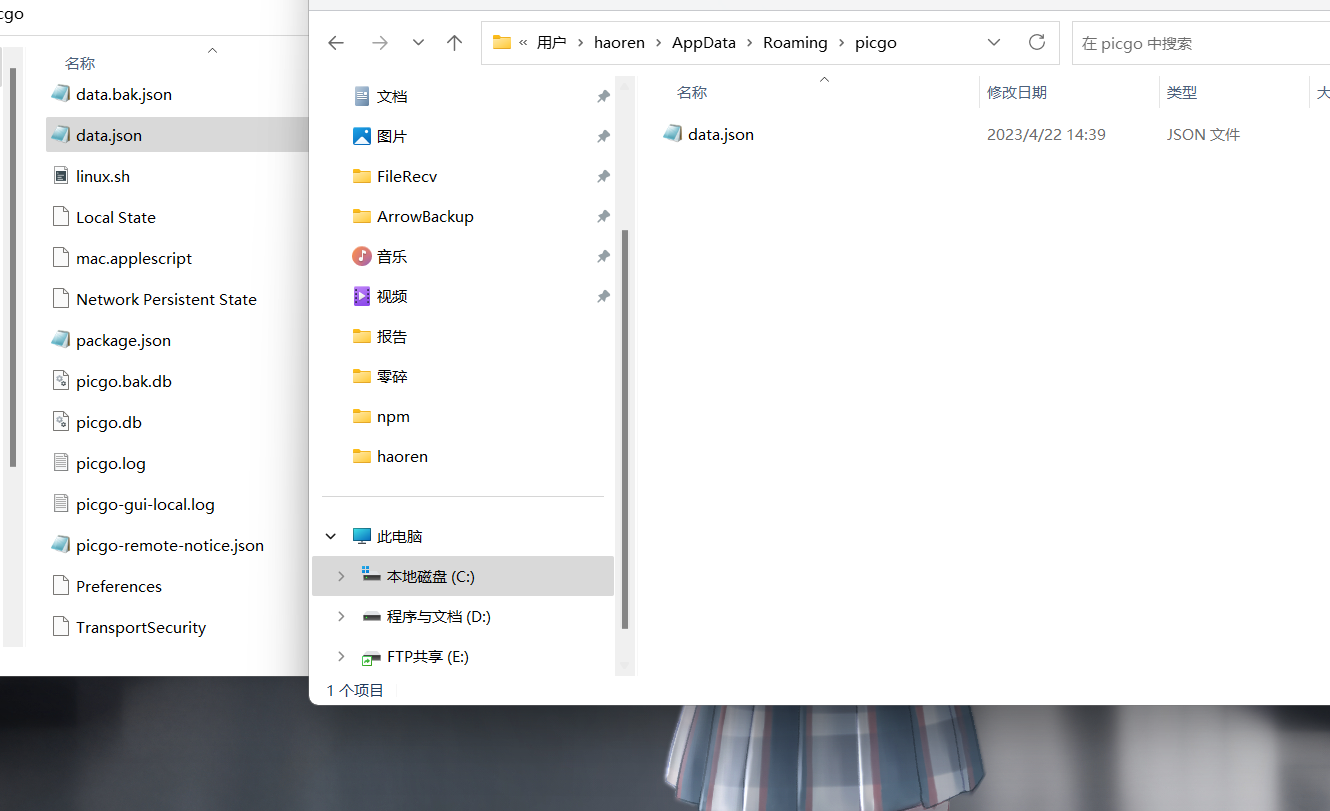 cgo
名称
data.bak.json
data.json
linux.sh
Local State
mac.applescript
Network Persistent State
package.json
picgo.bak.db
picgo.db
picgo.log
picgo-gui-local.log
picgo-remote-notice.json
Preferences
TransportSecurity
« 用户 › haoren › AppData › Roaming › picgo
在 picgo 中搜索
文档
图片
FileRecv
ArrowBackup
音乐
视频
报告
零碎
npm
haoren
此电脑
本地磁盘 (C:)
程序与文档 (D:)
FTP共享 (E:)
名称 修改日期 类型 大
data.json 2023/4/22 14:39 JSON 文件
1 个项目